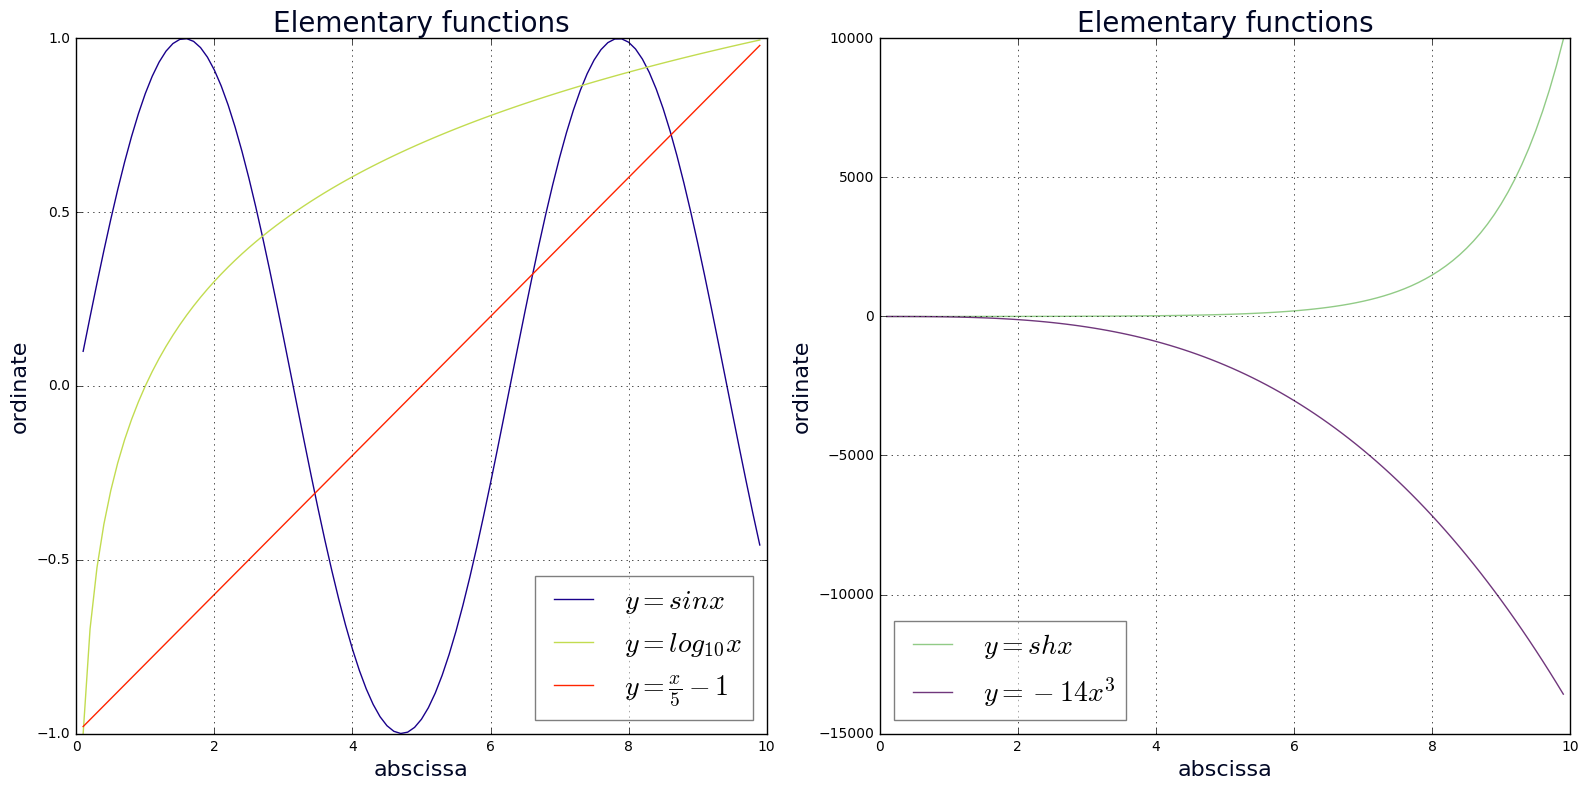 Elementary functions
1.0
0.5
0.0
−0.5
−1.0
ordinate
0 2 4 6 8 10
abscissa
y = sinx
y = log₁₀x
y = x/5 − 1
Elementary functions
10000
5000
0
−5000
−10000
−15000
ordinate
0 2 4 6 8 10
abscissa
y = shx
y = −14x³